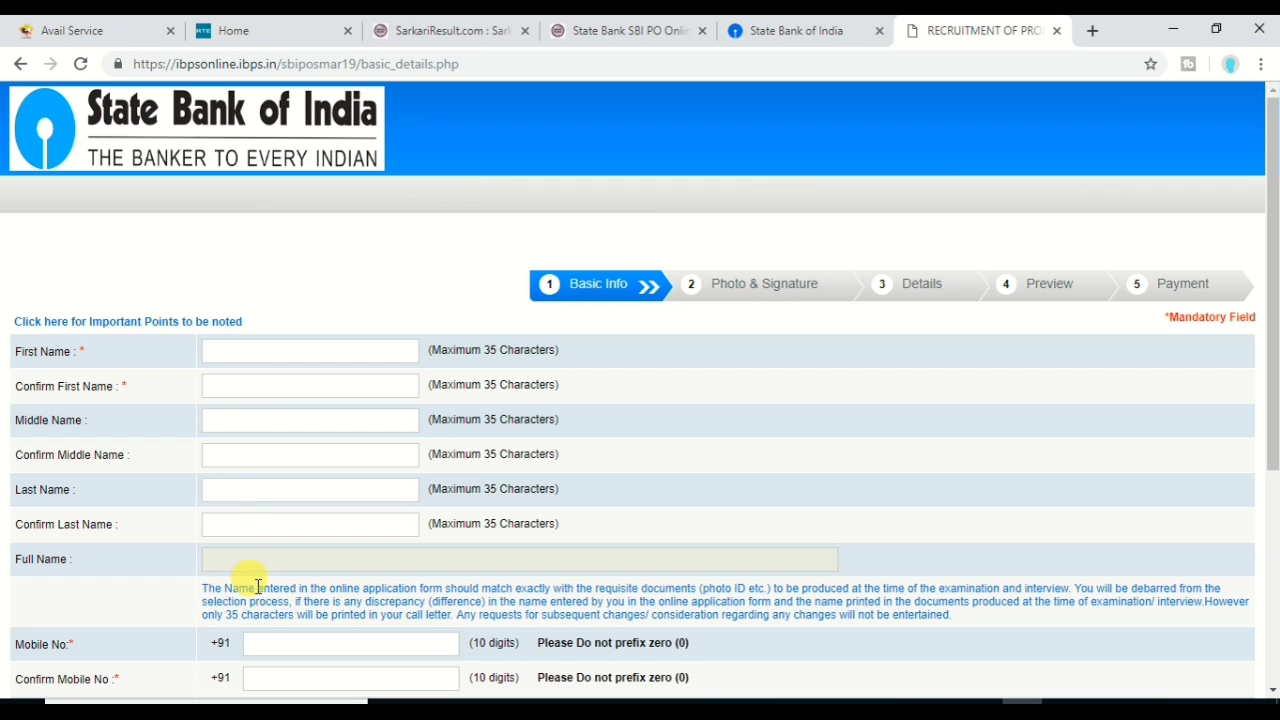 Avail Service
RTE Home
SarkariResult.com : Sark
State Bank SBI PO Onlin
State Bank of India
RECRUITMENT OF PRO
https://ibpsonline.ibps.in/sbiposmar19/basic_details.php
State Bank of India
THE BANKER TO EVERY INDIAN
1 Basic Info
2 Photo & Signature
3 Details
4 Preview
5 Payment
Click here for Important Points to be noted
*Mandatory Field
First Name : * (Maximum 35 Characters)
Confirm First Name : * (Maximum 35 Characters)
Middle Name : (Maximum 35 Characters)
Confirm Middle Name : (Maximum 35 Characters)
Last Name : (Maximum 35 Characters)
Confirm Last Name : (Maximum 35 Characters)
Full Name :
The Name entered in the online application form should match exactly with the requisite documents (photo ID etc.) to be produced at the time of the examination and interview. You will be debarred from the
selection process, if there is any discrepancy (difference) in the name entered by you in the online application form and the name printed in the documents produced at the time of examination/ interview.However
only 35 characters will be printed in your call letter. Any requests for subsequent changes/ consideration regarding any changes will not be entertained.
Mobile No:* +91 (10 digits) Please Do not prefix zero (0)
Confirm Mobile No :* +91 (10 digits) Please Do not prefix zero (0)